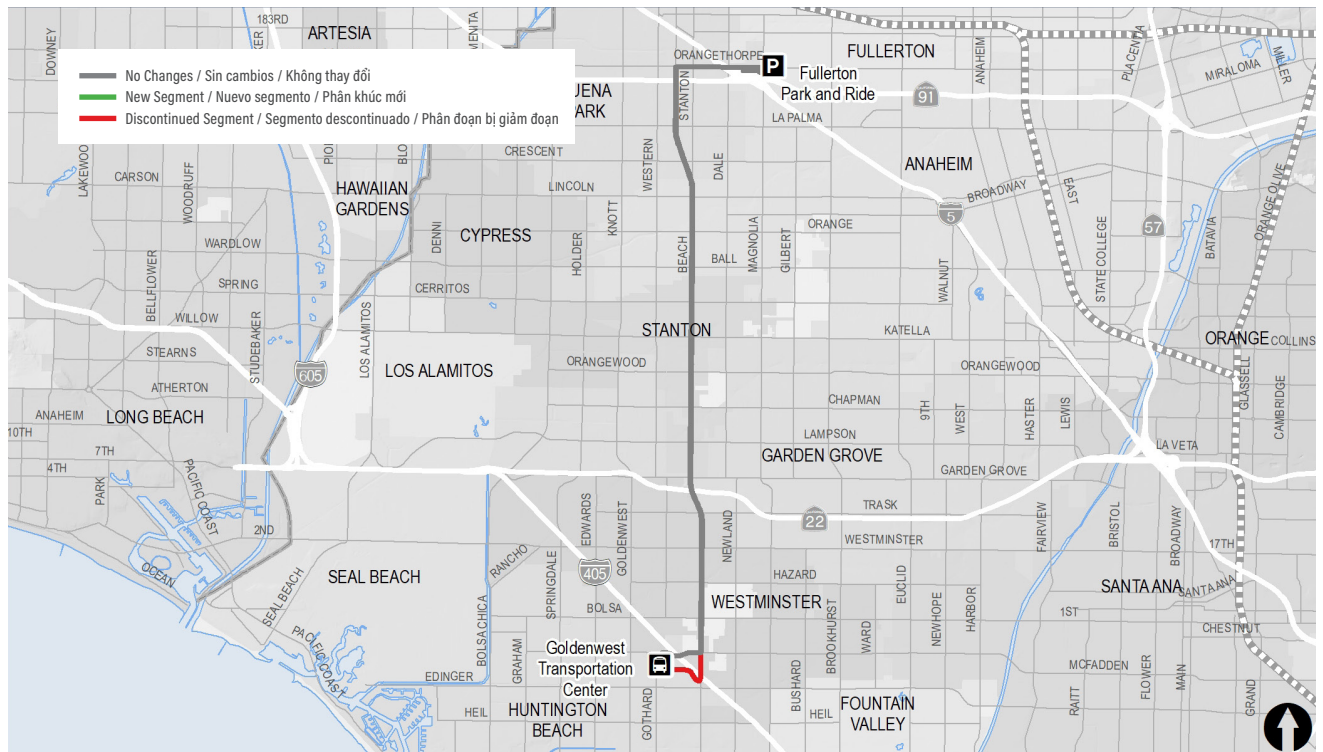 No Changes / Sin cambios / Không thay đổi
New Segment / Nuevo segmento / Phân khúc mới
Discontinued Segment / Segmento descontinuado / Phân đoạn bị giảm đoạn
183RD
DOWNEY
ARTESIA
ORANGETHORPE
FULLERTON
ANAHEIM
PLACENTIA
MILLER
MIRALOMA
P
Fullerton
Park and Ride
91
STANTON
UENA
PARK
LA PALMA
LAKEWOO
CARSON
WOODRUFF
PIO
BLO
CRESCENT
WESTERN
DALE
ANAHEIM
LINCOLN
HAWAIIAN
GARDENS
BROADWAY
EAST
5
ORANGE OLIVE
KNOTT
ORANGE
STATE COLLEGE
57
BATAVIA
WARDLOW
DENNI
CYPRESS
HOLDER
BEACH
BALL
MAGNOLIA
GILBERT
WALNUT
BELLFLOWER
SPRING
CERRITOS
WILLOW
STUDEBAKER
LOS ALAMITOS
STANTON
KATELLA
STEARNS
ORANGE
COLLINS
605
LOS ALAMITOS
ORANGEWOOD
ORANGEWOOD
ATHERTON
GLASSELL
CAMBRIDGE
ANAHEIM
LONG BEACH
CHAPMAN
9TH
WEST
HASTER
LEWIS
10TH
7TH
LAMPSON
LA VETA
4TH
PARK
PACIFIC COAST
GARDEN GROVE
GARDEN GROVE
2ND
EDWARDS
GOLDENWEST
TRASK
22
NEWLAND
WESTMINSTER
FAIRVIEW
BRISTOL
BROADWAY
17TH
OCEAN
SEAL BEACH
SEAL BEACH
RANCHO
SPRINGDALE
405
HAZARD
EUCLID
SANTA ANA
SANTA ANA
BOLSA CHICA
BOLSA
WESTMINSTER
BROOKHURST
WARD
NEWHOPE
HARBOR
1ST
CHESTNUT
PACIFIC COAST
GRAHAM
Goldenwest
Transportation
Center
EDINGER
BUSHARD
MCFADDEN
RAITT
FLOWER
MAIN
GRAND
HEIL
HUNTINGTON
BEACH
GOTHARD
HEIL
FOUNTAIN
VALLEY